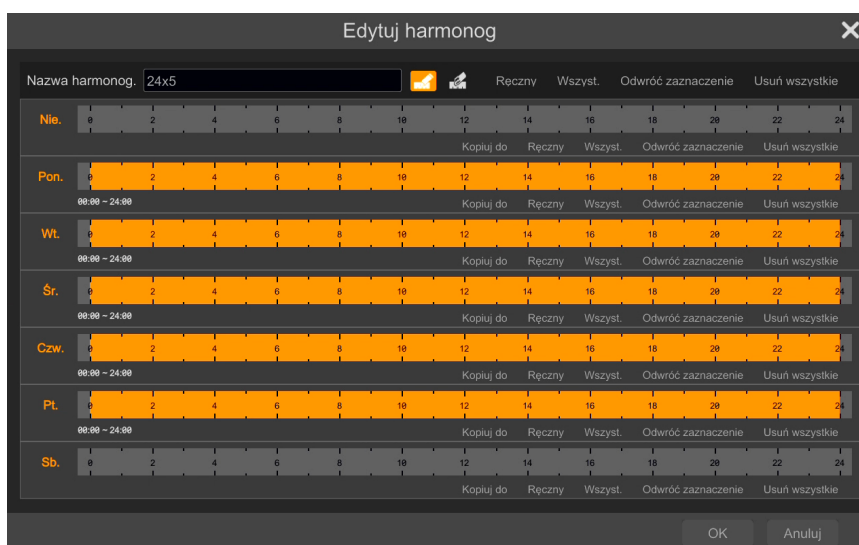 Edytuj harmonog
Nazwa harmonog. 24x5 Ręczny Wszyst. Odwróć zaznaczenie Usuń wszystkie
Nie. 0 2 4 6 8 10 12 14 16 18 20 22 24
Kopiuj do Ręczny Wszyst. Odwróć zaznaczenie Usuń wszystkie
Pon. 0 2 4 6 8 10 12 14 16 18 20 22 24
00:00 ~ 24:00 Kopiuj do Ręczny Wszyst. Odwróć zaznaczenie Usuń wszystkie
Wt. 0 2 4 6 8 10 12 14 16 18 20 22 24
00:00 ~ 24:00 Kopiuj do Ręczny Wszyst. Odwróć zaznaczenie Usuń wszystkie
Śr. 0 2 4 6 8 10 12 14 16 18 20 22 24
00:00 ~ 24:00 Kopiuj do Ręczny Wszyst. Odwróć zaznaczenie Usuń wszystkie
Czw. 0 2 4 6 8 10 12 14 16 18 20 22 24
00:00 ~ 24:00 Kopiuj do Ręczny Wszyst. Odwróć zaznaczenie Usuń wszystkie
Pt. 0 2 4 6 8 10 12 14 16 18 20 22 24
00:00 ~ 24:00 Kopiuj do Ręczny Wszyst. Odwróć zaznaczenie Usuń wszystkie
Sb. 0 2 4 6 8 10 12 14 16 18 20 22 24
Kopiuj do Ręczny Wszyst. Odwróć zaznaczenie Usuń wszystkie
OK Anuluj